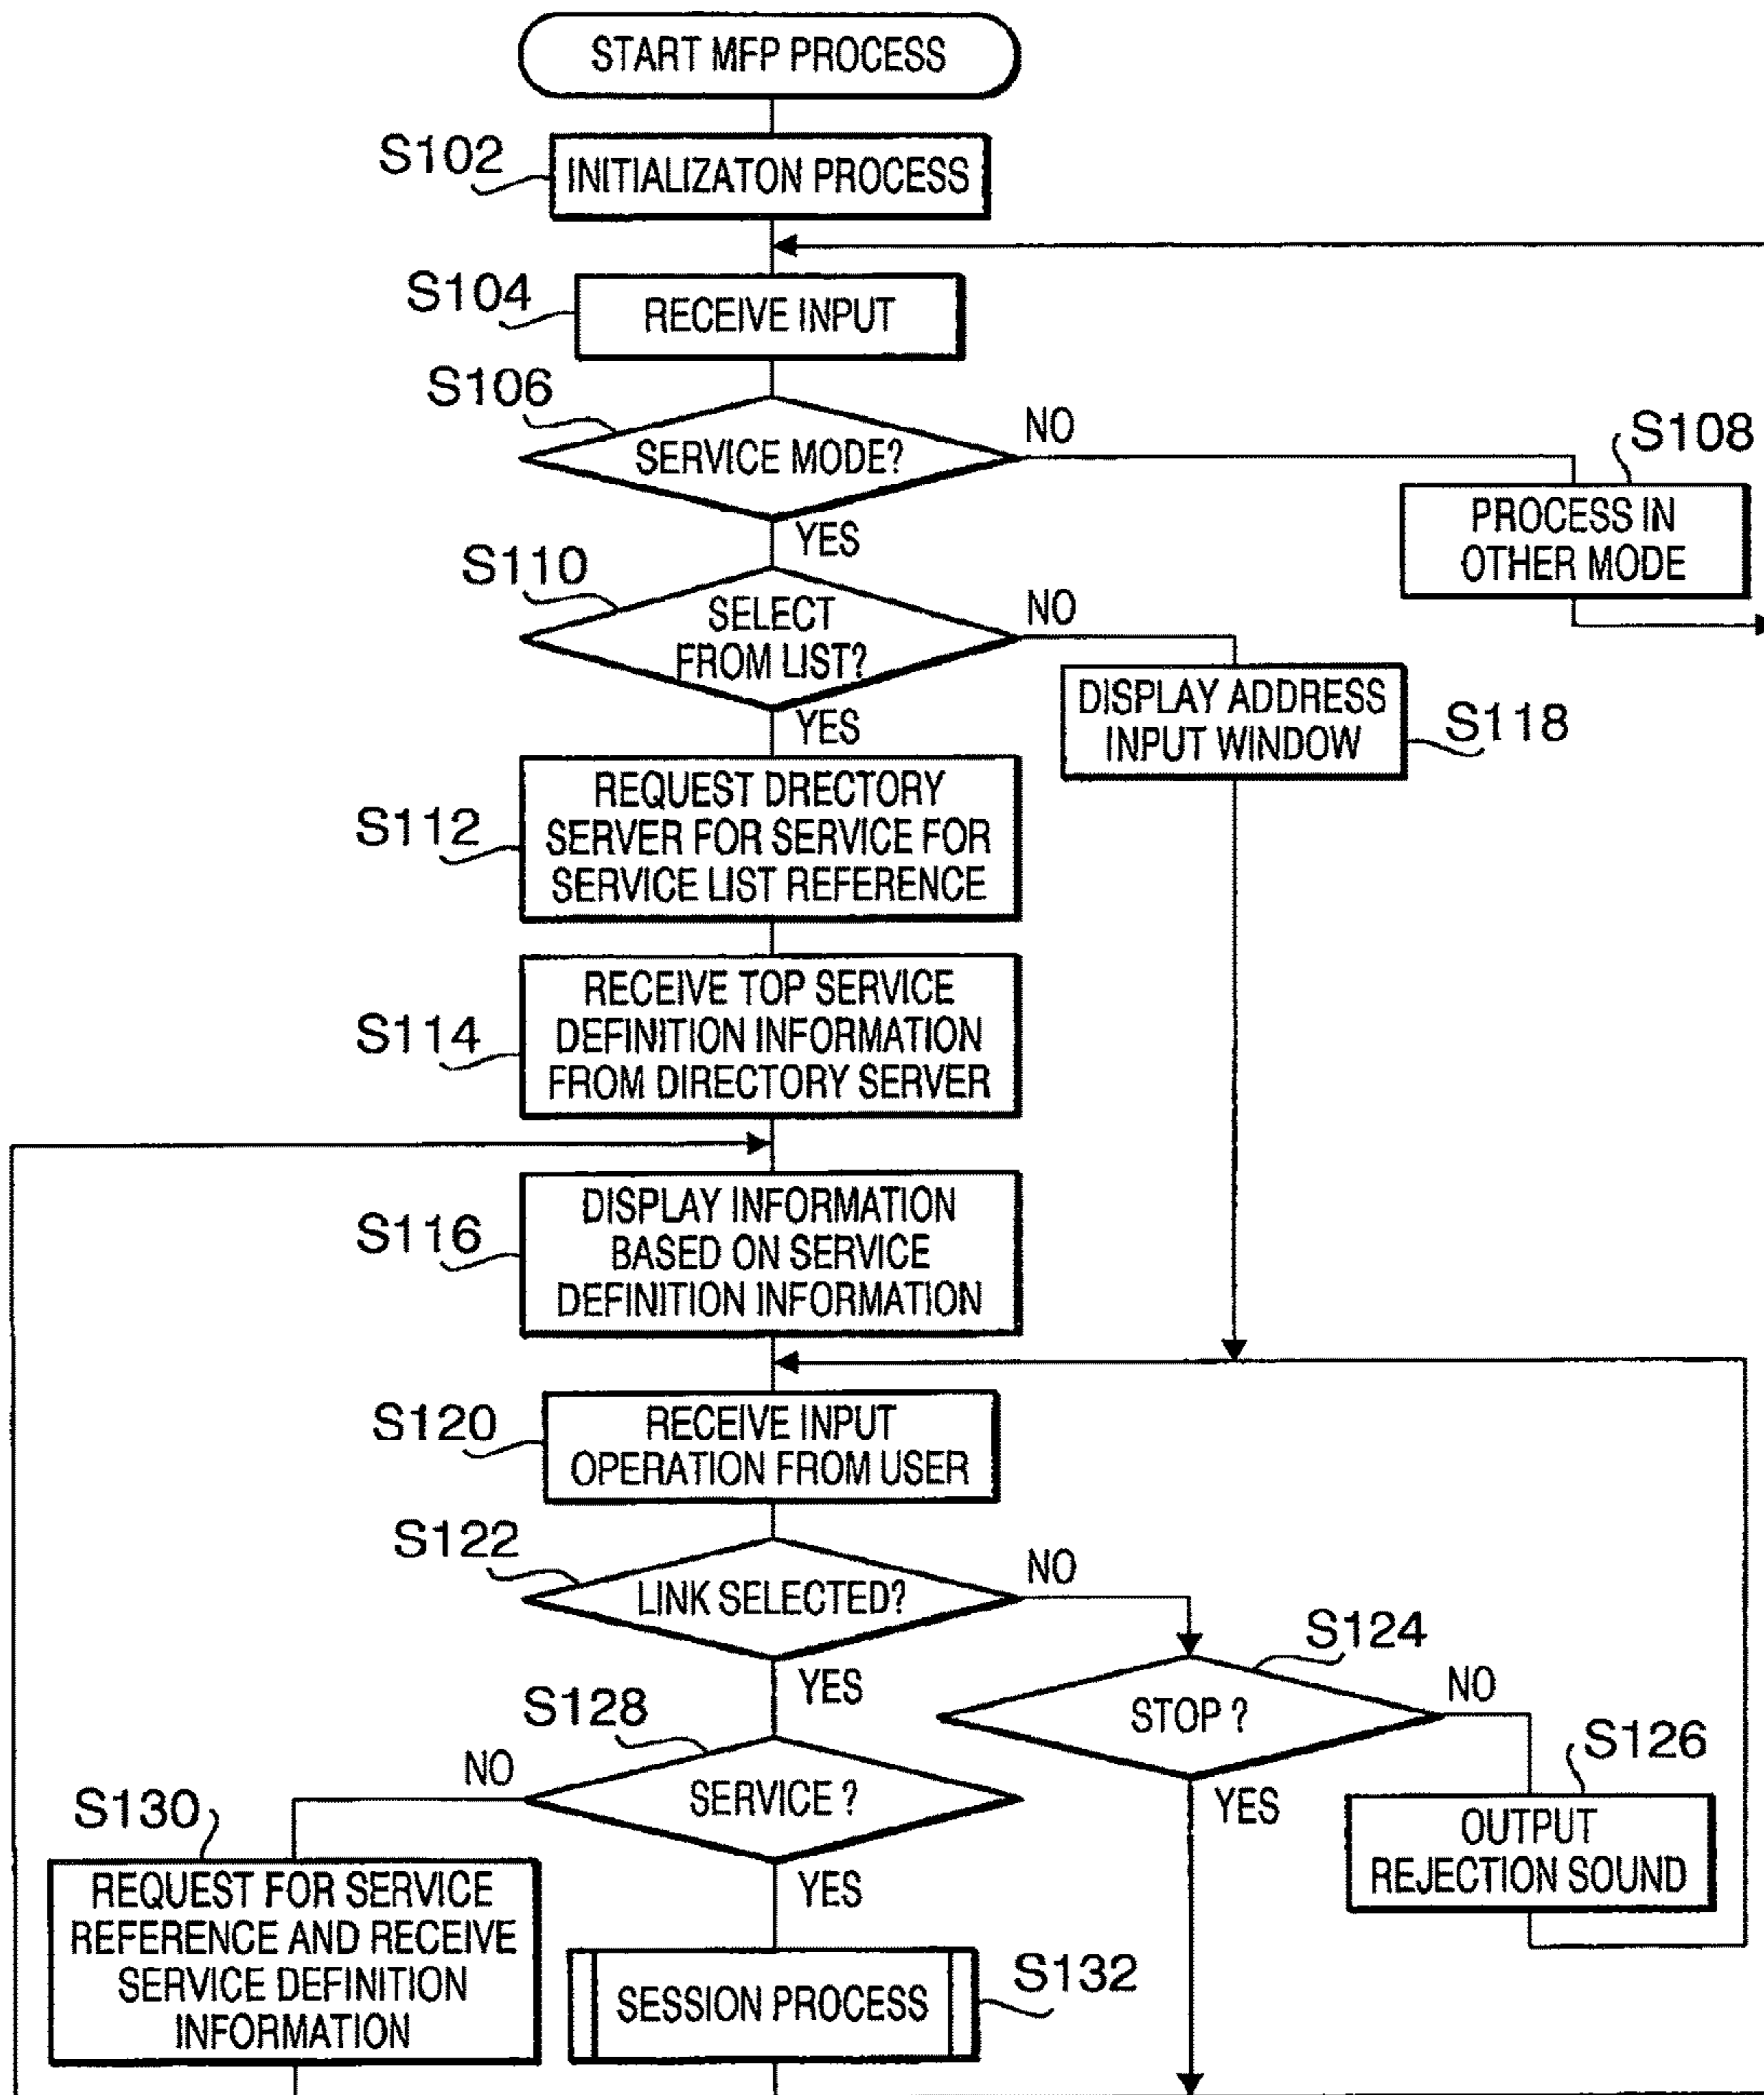 START MFP PROCESS
S102
INITIALIZATON PROCESS
S104
RECEIVE INPUT
S106
SERVICE MODE?
NO
S108
PROCESS IN
OTHER MODE
YES
S110
SELECT
FROM LIST?
NO
DISPLAY ADDRESS
INPUT WINDOW
S118
YES
S112
REQUEST DRECTORY
SERVER FOR SERVICE FOR
SERVICE LIST REFERENCE
S114
RECEIVE TOP SERVICE
DEFINITION INFORMATION
FROM DIRECTORY SERVER
S116
DISPLAY INFORMATION
BASED ON SERVICE
DEFINITION INFORMATION
S120
RECEIVE INPUT
OPERATION FROM USER
S122
LINK SELECTED?
NO
S124
STOP ?
NO
S126
OUTPUT
REJECTION SOUND
YES
YES
S128
SERVICE ?
NO
S130
REQUEST FOR SERVICE
REFERENCE AND RECEIVE
SERVICE DEFINITION
INFORMATION
YES
SESSION PROCESS
S132